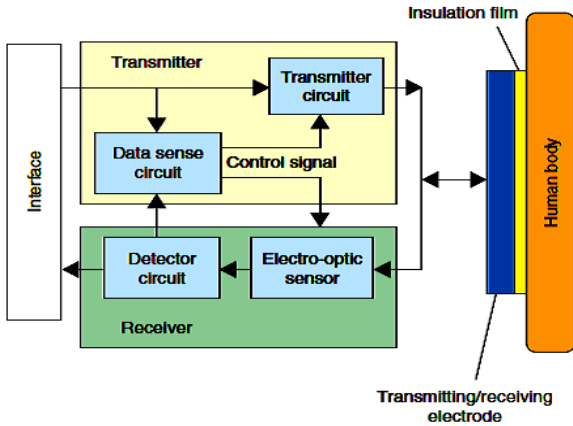 Insulation film
Transmitter
Transmitter
circuit
Data sense
circuit
Control signal
Interface
Human body
Detector
circuit
Electro-optic
sensor
Receiver
Transmitting/receiving
electrode